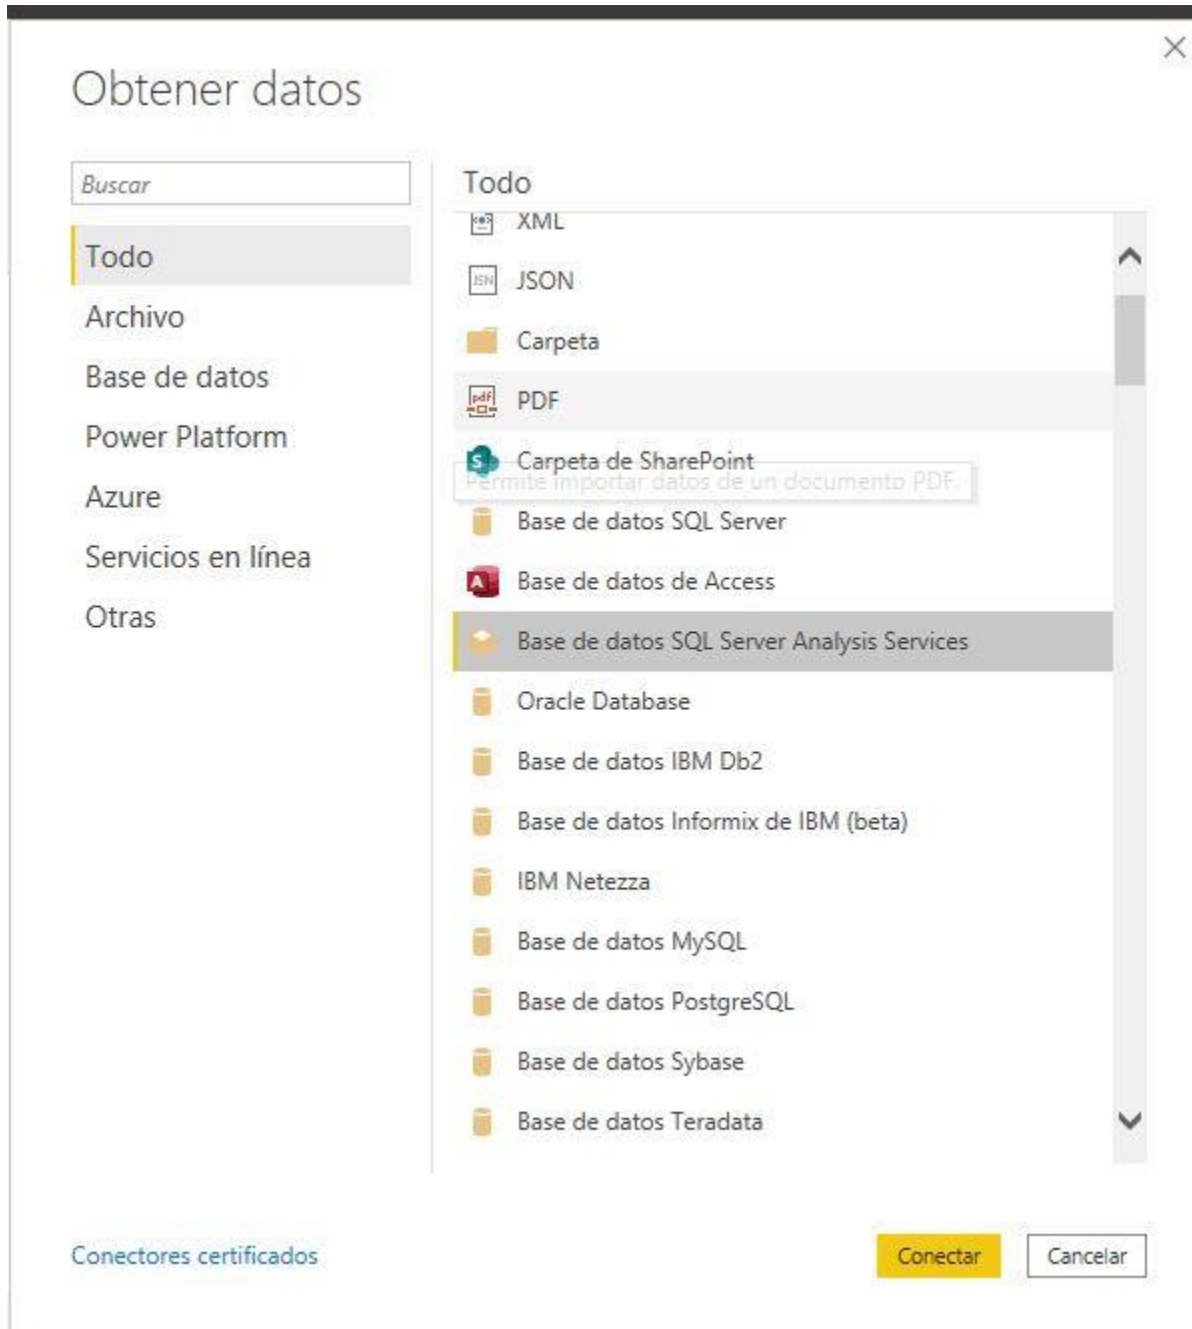 Obtener datos
Buscar
Todo
Archivo
Base de datos
Power Platform
Azure
Servicios en línea
Otras
Todo
XML
JSN
JSON
Carpeta
pdf
PDF
S
Carpeta de SharePoint
Permite importar datos de un documento PDF.
Base de datos SQL Server
A
Base de datos de Access
Base de datos SQL Server Analysis Services
Oracle Database
Base de datos IBM Db2
Base de datos Informix de IBM (beta)
IBM Netezza
Base de datos MySQL
Base de datos PostgreSQL
Base de datos Sybase
Base de datos Teradata
Conectores certificados
Conectar
Cancelar